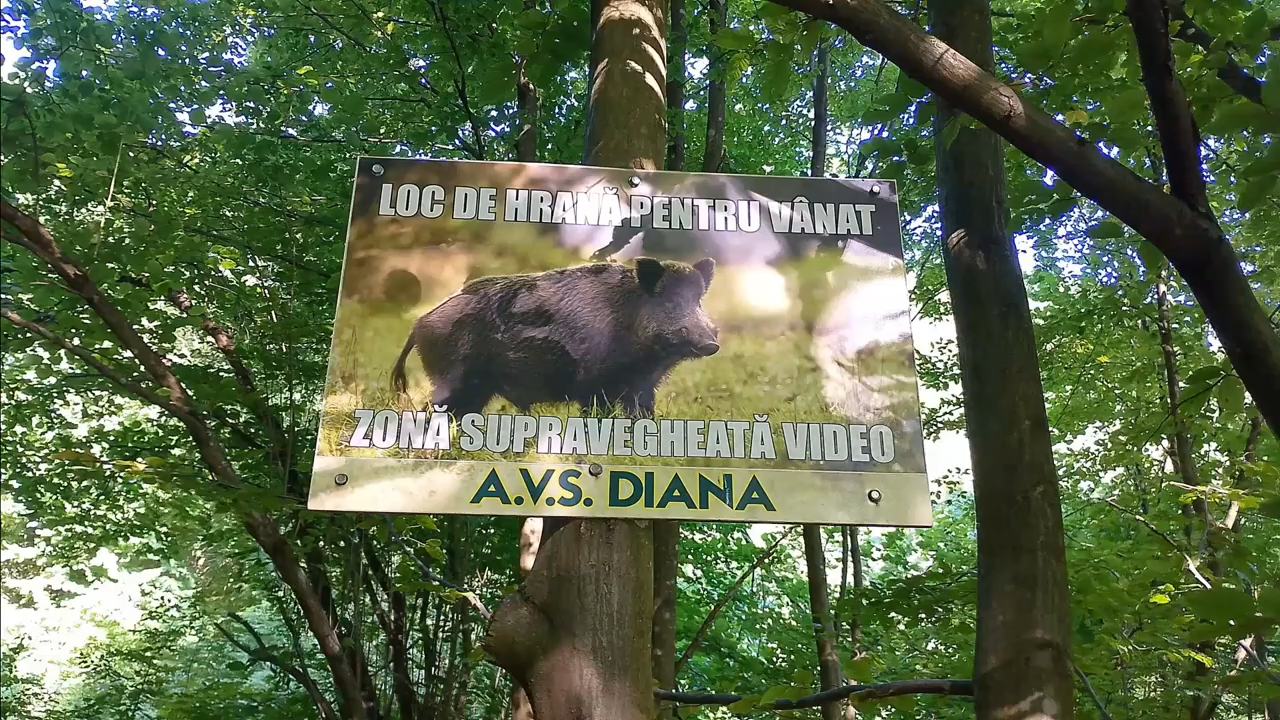 LOC DE HRANĂ PENTRU VÂNAT
ZONĂ SUPRAVEGHEATĂ VIDEO
A.V.S. DIANA